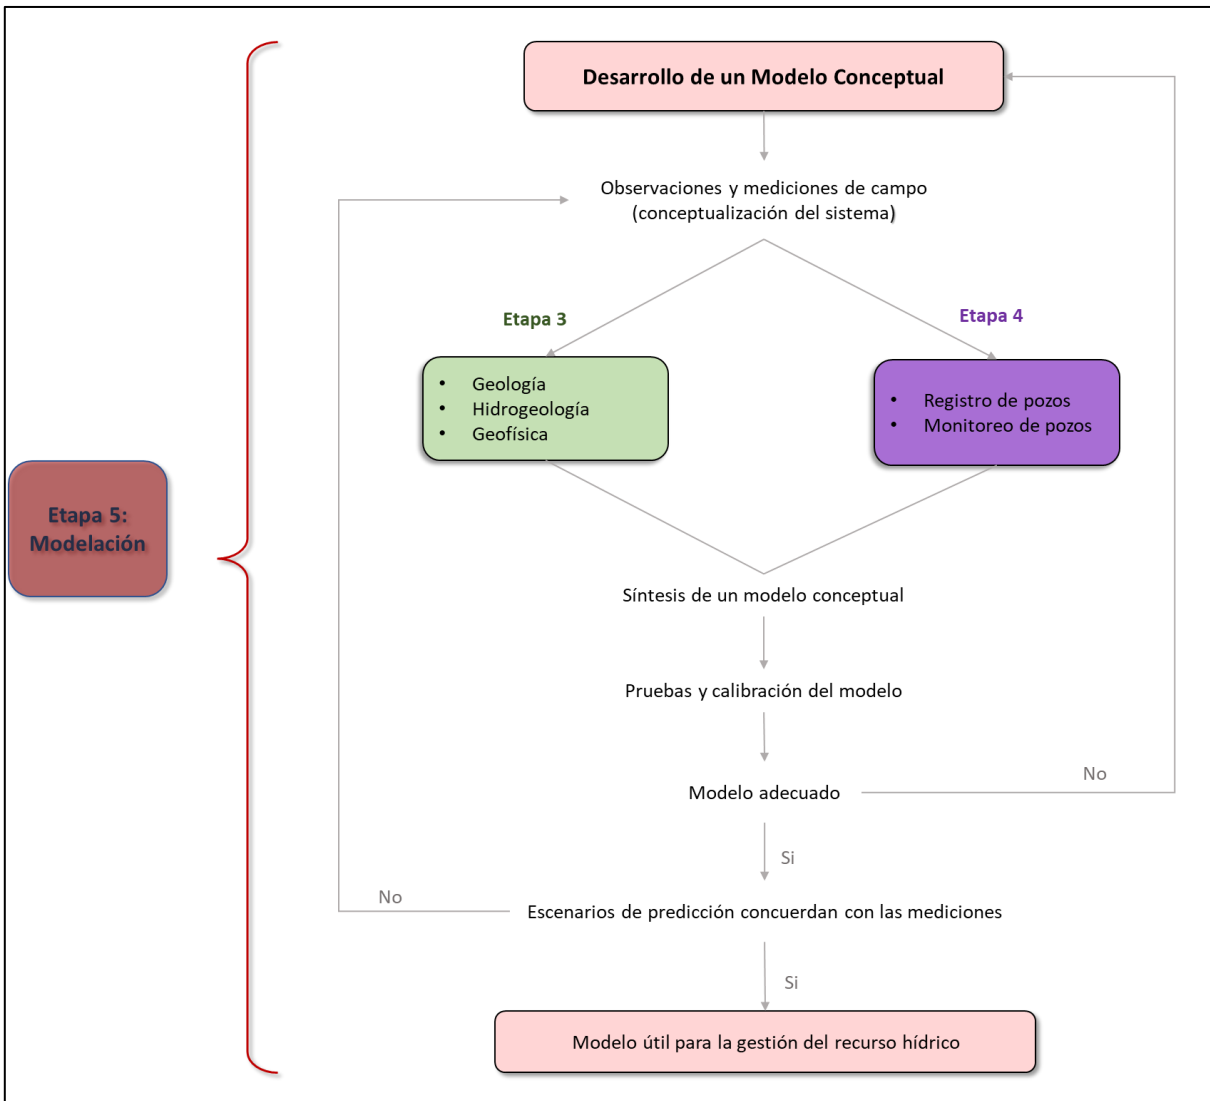 Desarrollo de un Modelo Conceptual
Observaciones y mediciones de campo
(conceptualización del sistema)
Etapa 3
Etapa 4
• Geología
• Hidrogeología
• Geofísica
• Registro de pozos
• Monitoreo de pozos
Etapa 5:
Modelación
Síntesis de un modelo conceptual
Pruebas y calibración del modelo
Modelo adecuado
No
Si
No
Escenarios de predicción concuerdan con las mediciones
Si
Modelo útil para la gestión del recurso hídrico